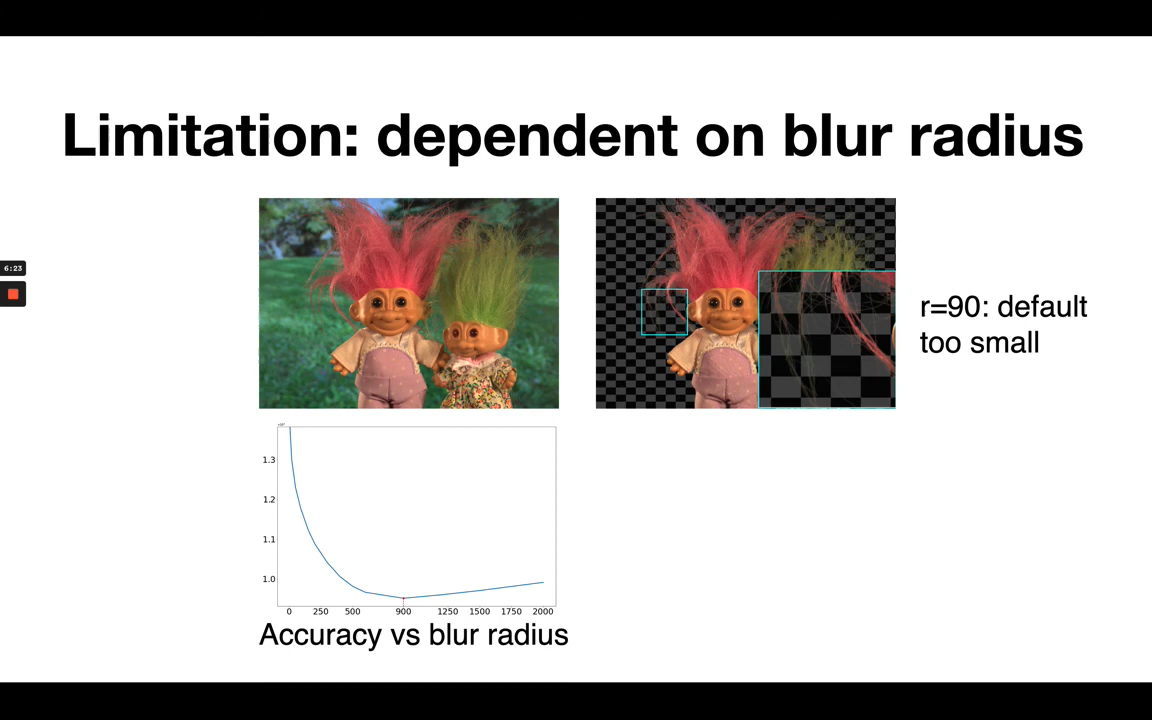 Limitation: dependent on blur radius
6:23
r=90: default
too small
1.3
1.2
1.1
1.0
0 250 500 900 1250 1500 1750 2000
Accuracy vs blur radius